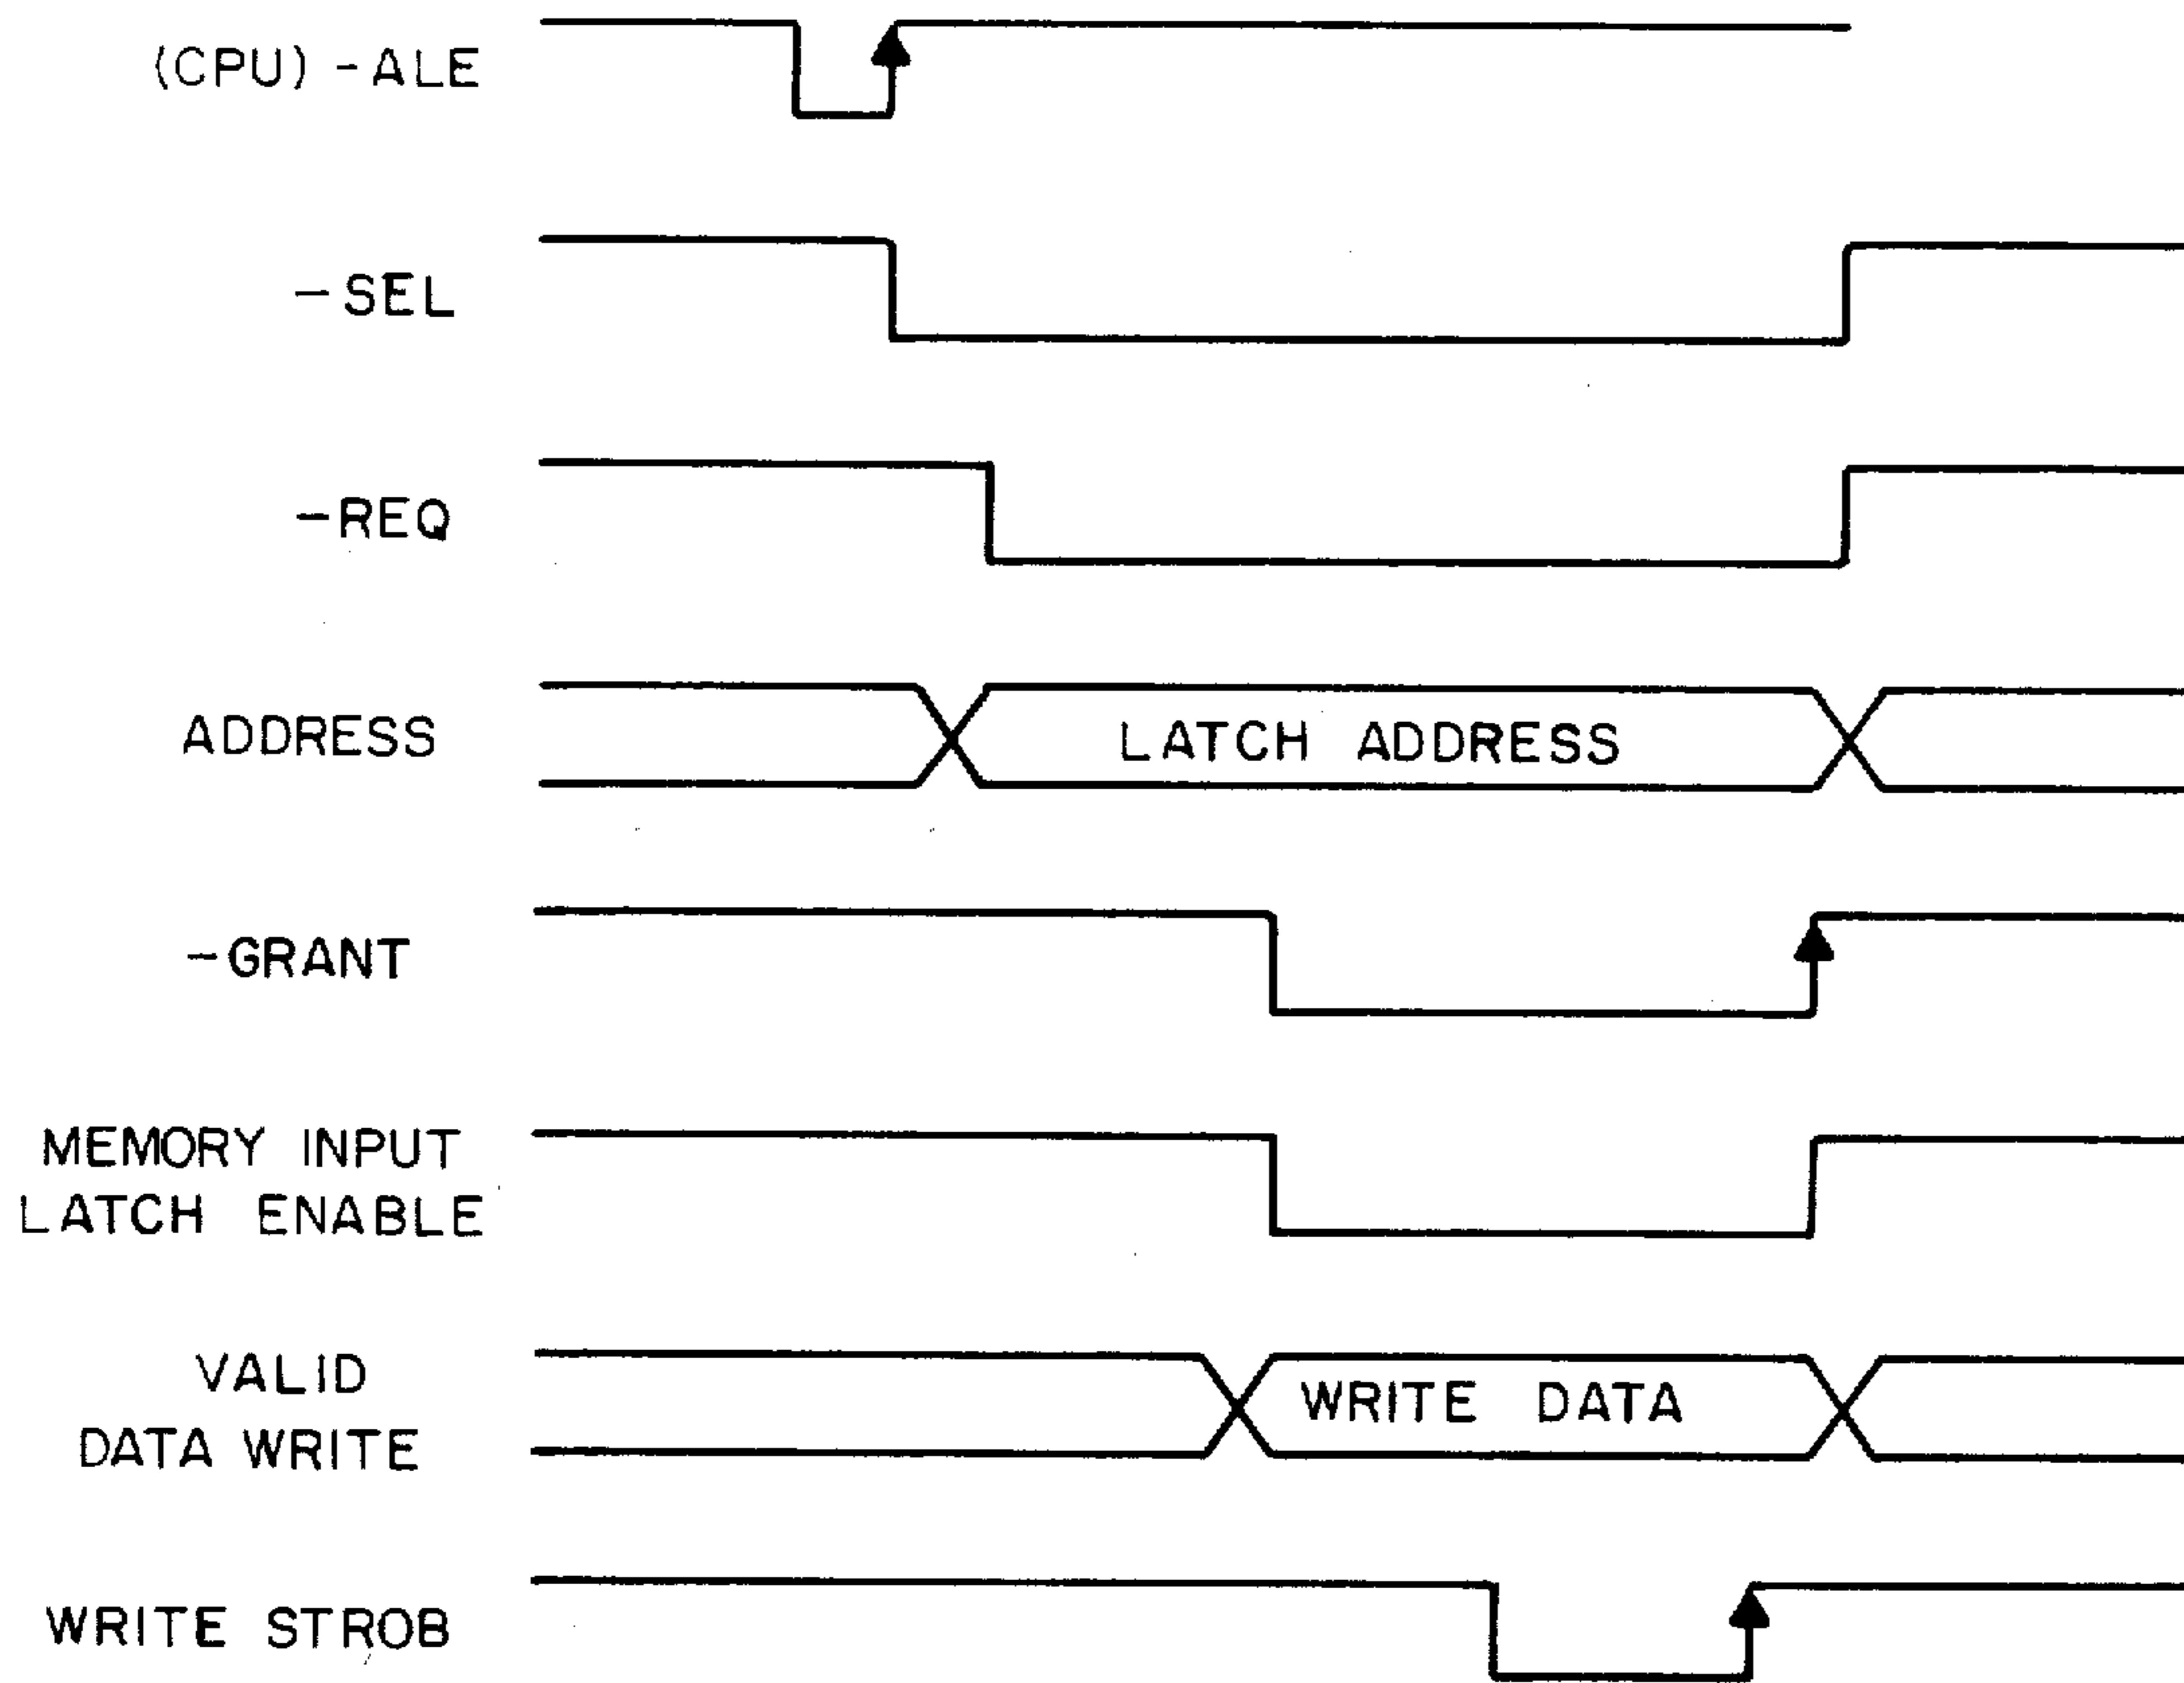 (CPU) -ALE
-SEL
-REQ
ADDRESS
LATCH ADDRESS
-GRANT
MEMORY INPUT
LATCH ENABLE
VALID
DATA WRITE
WRITE DATA
WRITE STROB